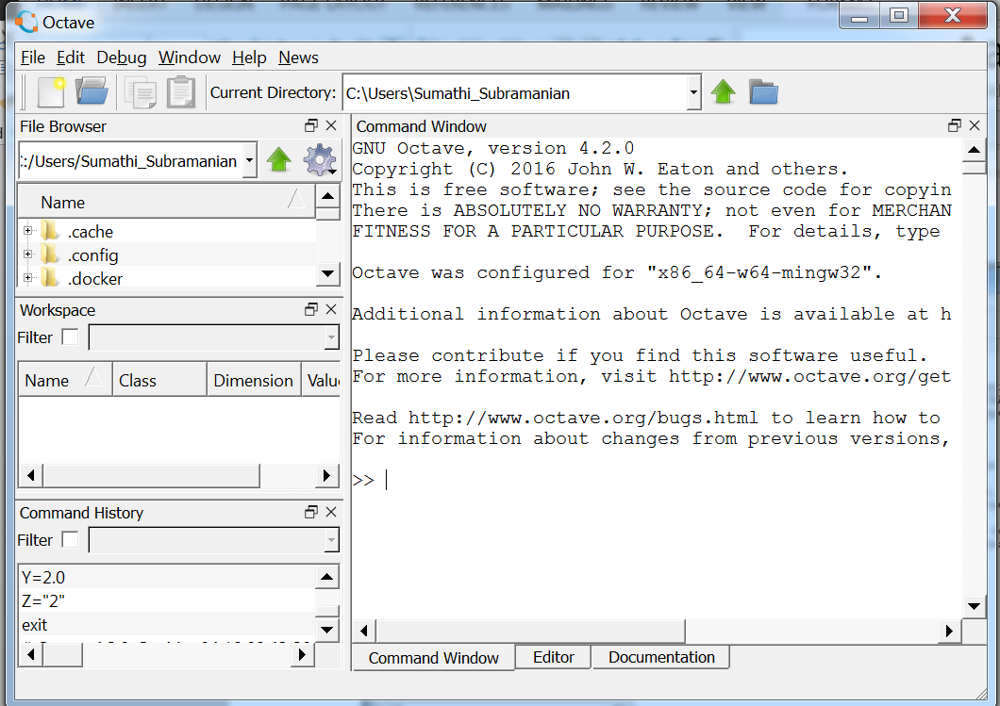 Octave
File Edit Debug Window Help News
Current Directory: C:\Users\Sumathi_Subramanian
File Browser
:/Users/Sumathi_Subramanian
Name
.cache
.config
.docker
Workspace
Filter
Name Class Dimension Value
Command History
Filter
Y=2.0
Z="2"
exit
Command Window
GNU Octave, version 4.2.0
Copyright (C) 2016 John W. Eaton and others.
This is free software; see the source code for copyin
There is ABSOLUTELY NO WARRANTY; not even for MERCHAN
FITNESS FOR A PARTICULAR PURPOSE.  For details, type
Octave was configured for "x86_64-w64-mingw32".
Additional information about Octave is available at h
Please contribute if you find this software useful.
For more information, visit http://www.octave.org/get
Read http://www.octave.org/bugs.html to learn how to
For information about changes from previous versions,
>>
Command Window Editor Documentation